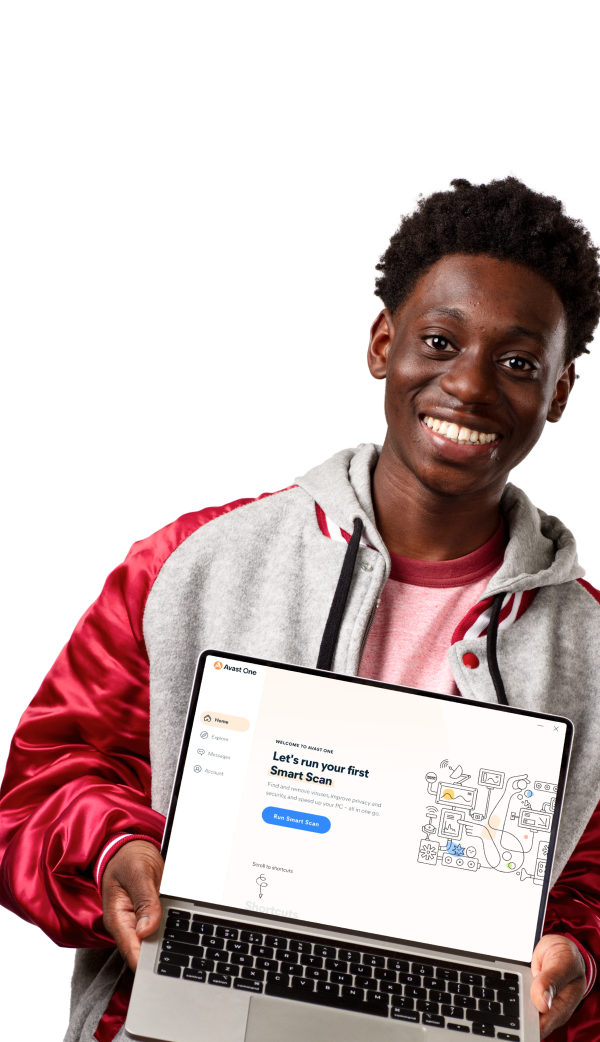 Avast One
Home
Explore
Messages
Account
WELCOME TO AVAST ONE
Let's run your first
Smart Scan
Find and remove viruses, improve privacy and
security, and speed up your PC – all in one go.
Run Smart Scan
Scroll to shortcuts
Shortcuts